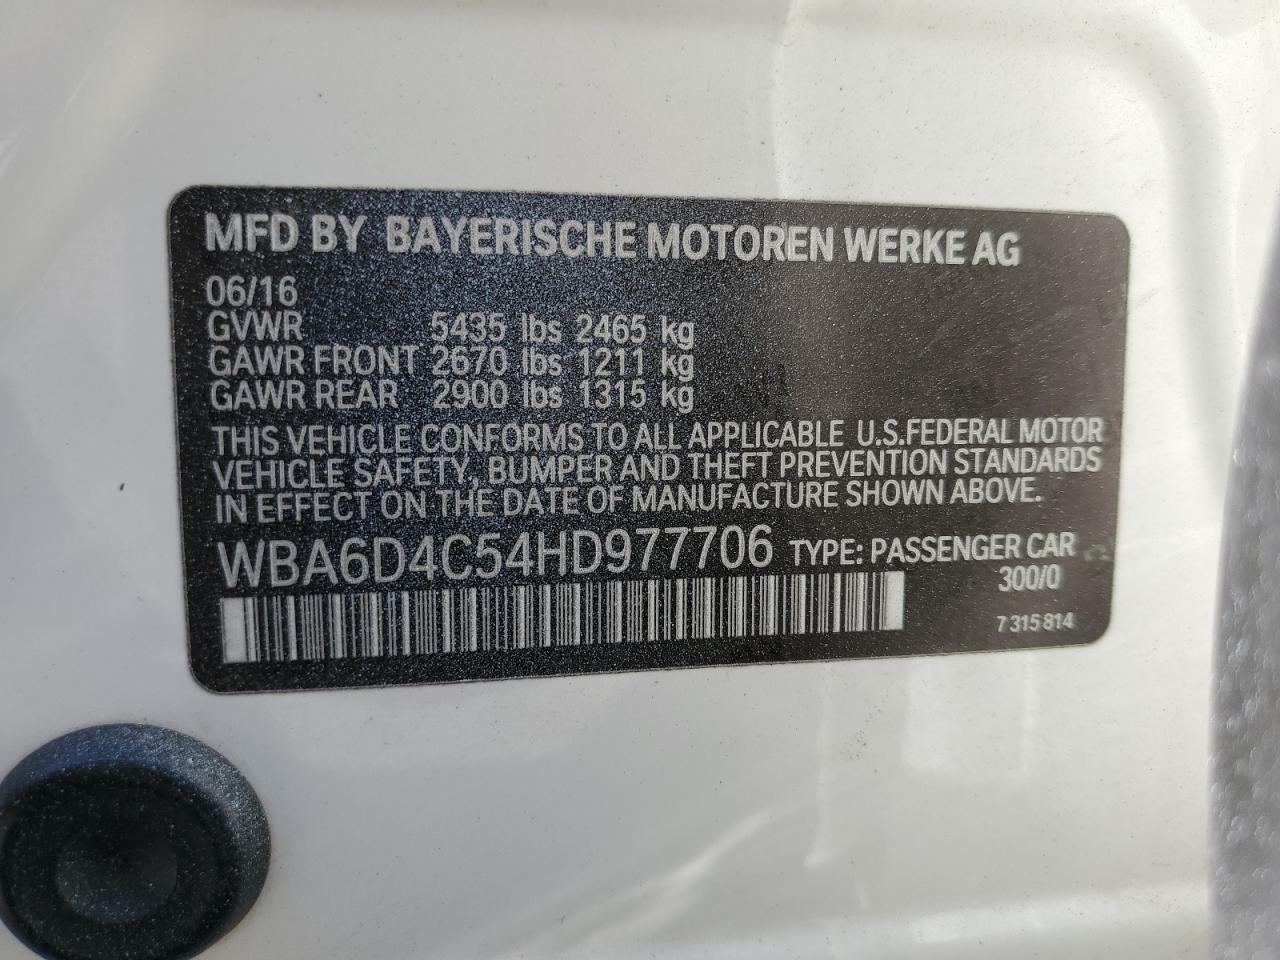 MFD BY BAYERISCHE MOTOREN WERKE AG
06/16
GVWR 5435 lbs 2465 kg
GAWR FRONT 2670 lbs 1211 kg
GAWR REAR 2900 lbs 1315 kg
THIS VEHICLE CONFORMS TO ALL APPLICABLE U.S.FEDERAL MOTOR
VEHICLE SAFETY, BUMPER AND THEFT PREVENTION STANDARDS
IN EFFECT ON THE DATE OF MANUFACTURE SHOWN ABOVE.
WBA6D4C54HD977706 TYPE: PASSENGER CAR
300/0
7 315 814